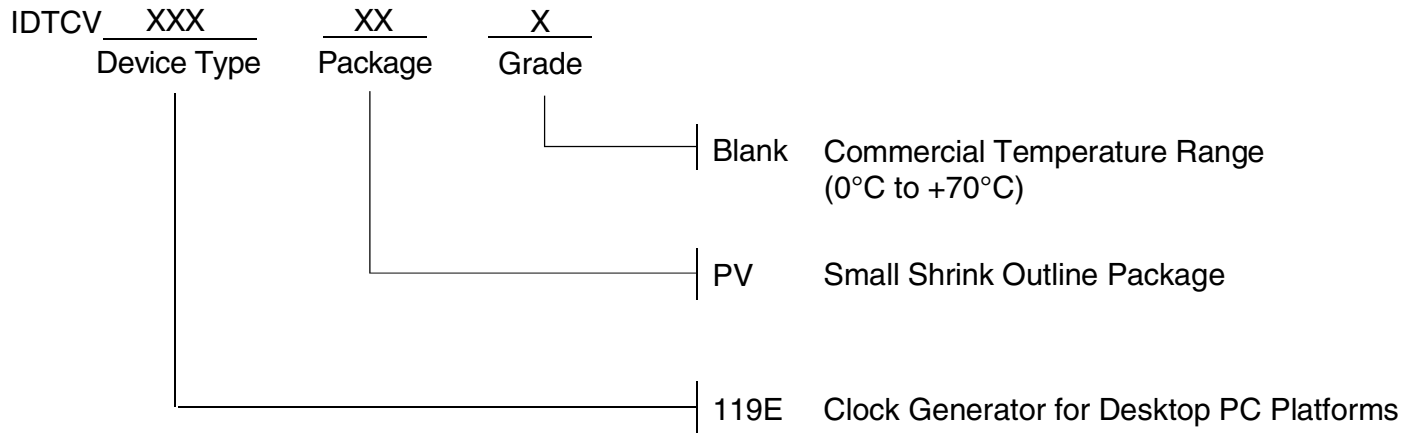 IDTCV XXX XX X
Device Type Package Grade
Blank Commercial Temperature Range
(0°C to +70°C)
PV Small Shrink Outline Package
119E Clock Generator for Desktop PC Platforms